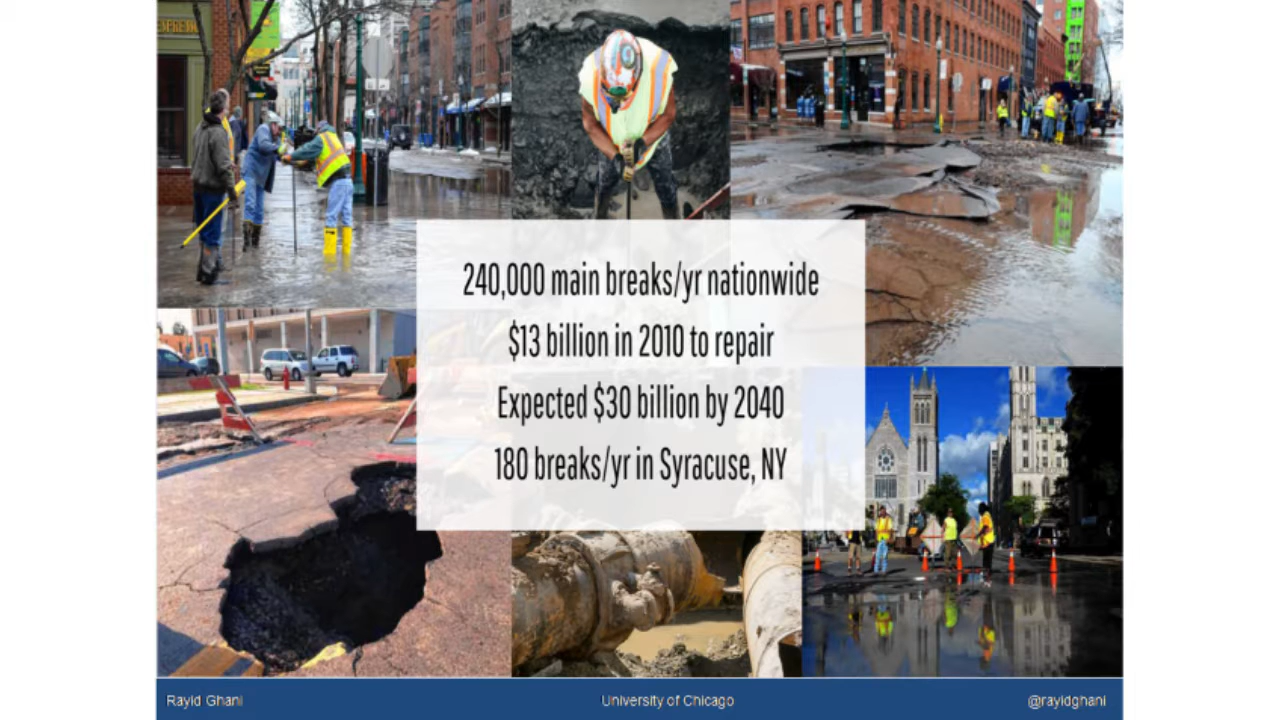 240,000 main breaks/yr nationwide
$13 billion in 2010 to repair
Expected $30 billion by 2040
180 breaks/yr in Syracuse, NY
Rayid Ghani
University of Chicago
@rayidghani